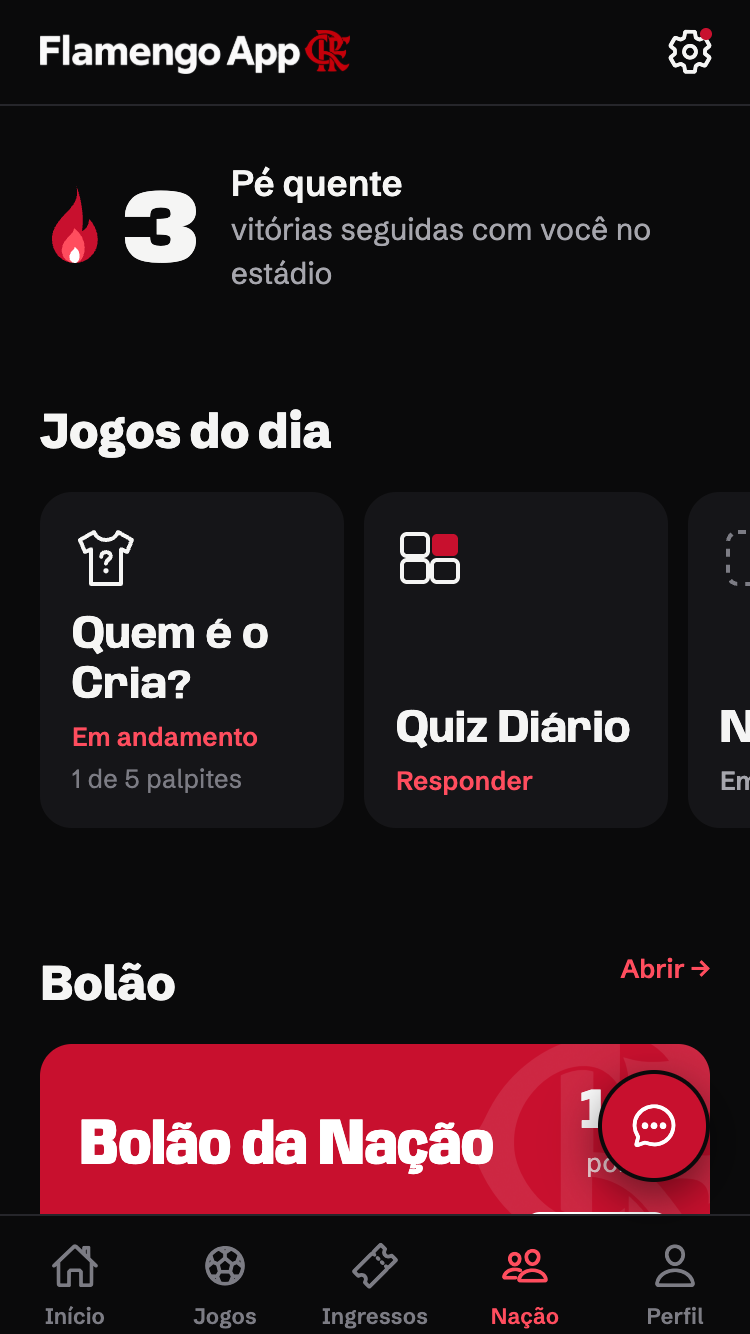 Flamengo App
3
Pé quente
vitórias seguidas com você no
estádio
Jogos do dia
?
Quem é o
Cria?
Em andamento
1 de 5 palpites
Quiz Diário
Responder
Bolão
Abrir →
Bolão da Nação
Início
Jogos
Ingressos
Nação
Perfil